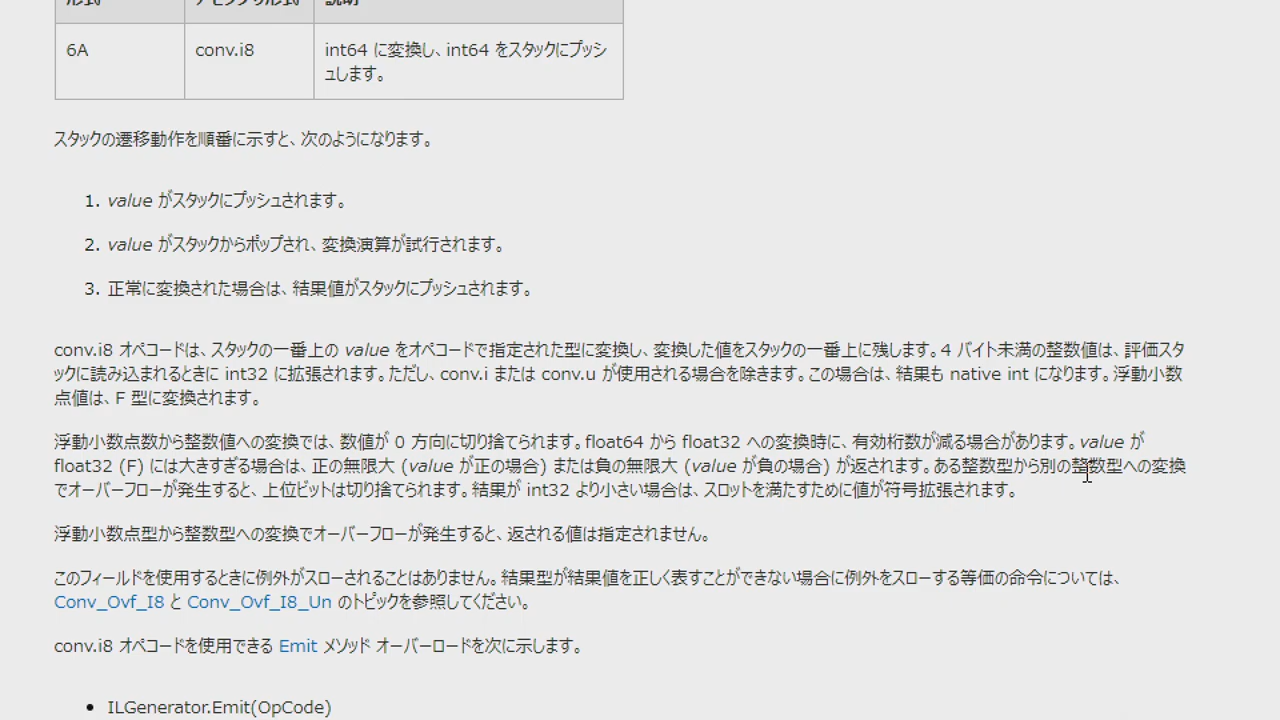 形式 アセンブリ形式 説明
6A conv.i8 int64 に変換し、int64 をスタックにプッシ
ュします。
スタックの遷移動作を順番に示すと、次のようになります。
1. value がスタックにプッシュされます。
2. value がスタックからポップされ、変換演算が試行されます。
3. 正常に変換された場合は、結果値がスタックにプッシュされます。
conv.i8 オペコードは、スタックの一番上の value をオペコードで指定された型に変換し、変換した値をスタックの一番上に残します。4 バイト未満の整数値は、評価スタ
ックに読み込まれるときに int32 に拡張されます。ただし、conv.i または conv.u が使用される場合を除きます。この場合は、結果も native int になります。浮動小数
点値は、F 型に変換されます。
浮動小数点数から整数値への変換では、数値が 0 方向に切り捨てられます。float64 から float32 への変換時に、有効桁数が減る場合があります。value が
float32 (F) には大きすぎる場合は、正の無限大 (value が正の場合) または負の無限大 (value が負の場合) が返されます。ある整数型から別の整数型への変換
でオーバーフローが発生すると、上位ビットは切り捨てられます。結果が int32 より小さい場合は、スロットを満たすために値が符号拡張されます。
浮動小数点型から整数型への変換でオーバーフローが発生すると、返される値は指定されません。
このフィールドを使用するときに例外がスローされることはありません。結果型が結果値を正しく表すことができない場合に例外をスローする等価の命令については、
Conv_Ovf_I8 と Conv_Ovf_I8_Un のトピックを参照してください。
conv.i8 オペコードを使用できる Emit メソッド オーバーロードを次に示します。
• ILGenerator.Emit(OpCode)